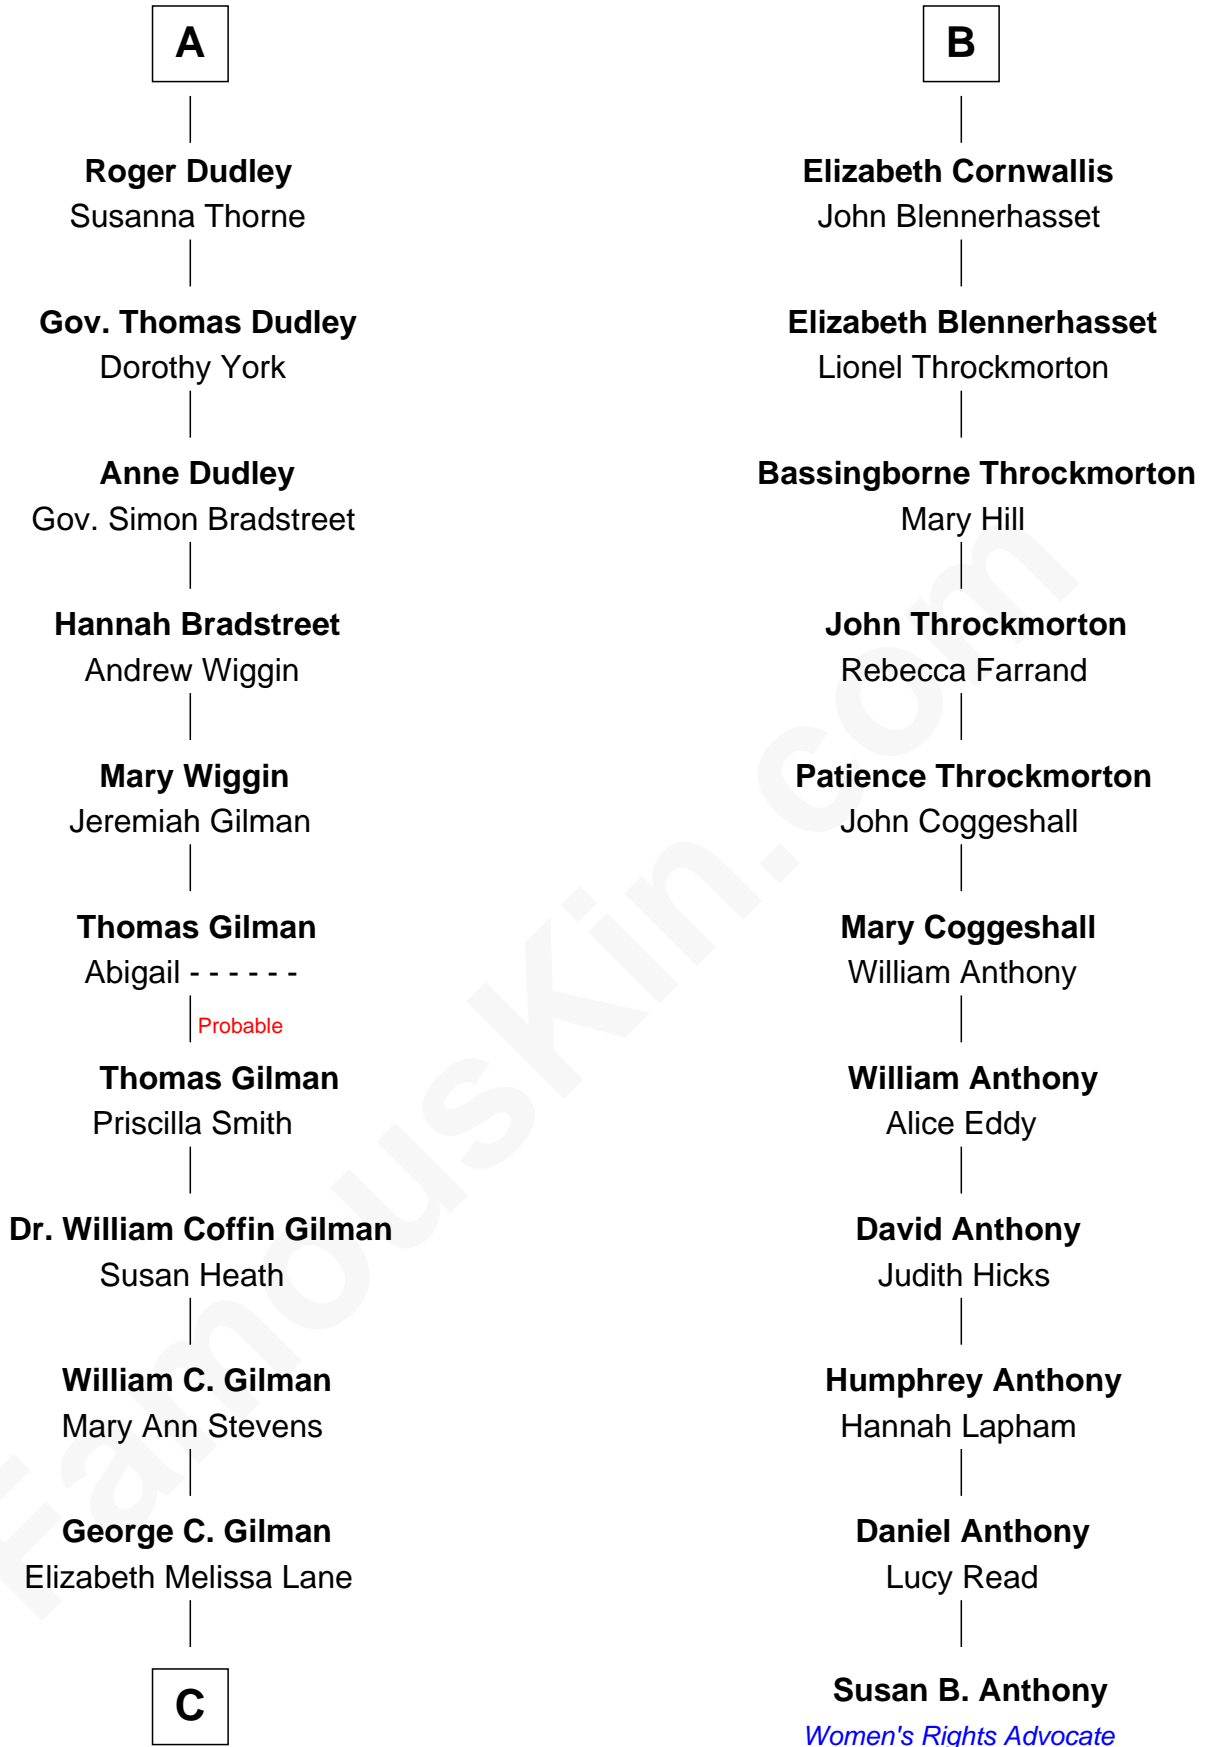 A
Roger Dudley
Susanna Thorne
Gov. Thomas Dudley
Dorothy York
Anne Dudley
Gov. Simon Bradstreet
Hannah Bradstreet
Andrew Wiggin
Mary Wiggin
Jeremiah Gilman
Thomas Gilman
Abigail - - - - - -
Probable
Thomas Gilman
Priscilla Smith
Dr. William Coffin Gilman
Susan Heath
William C. Gilman
Mary Ann Stevens
George C. Gilman
Elizabeth Melissa Lane
C
B
Elizabeth Cornwallis
John Blennerhasset
Elizabeth Blennerhasset
Lionel Throckmorton
Bassingborne Throckmorton
Mary Hill
John Throckmorton
Rebecca Farrand
Patience Throckmorton
John Coggeshall
Mary Coggeshall
William Anthony
William Anthony
Alice Eddy
David Anthony
Judith Hicks
Humphrey Anthony
Hannah Lapham
Daniel Anthony
Lucy Read
Susan B. Anthony
Women's Rights Advocate
FamousKin.com